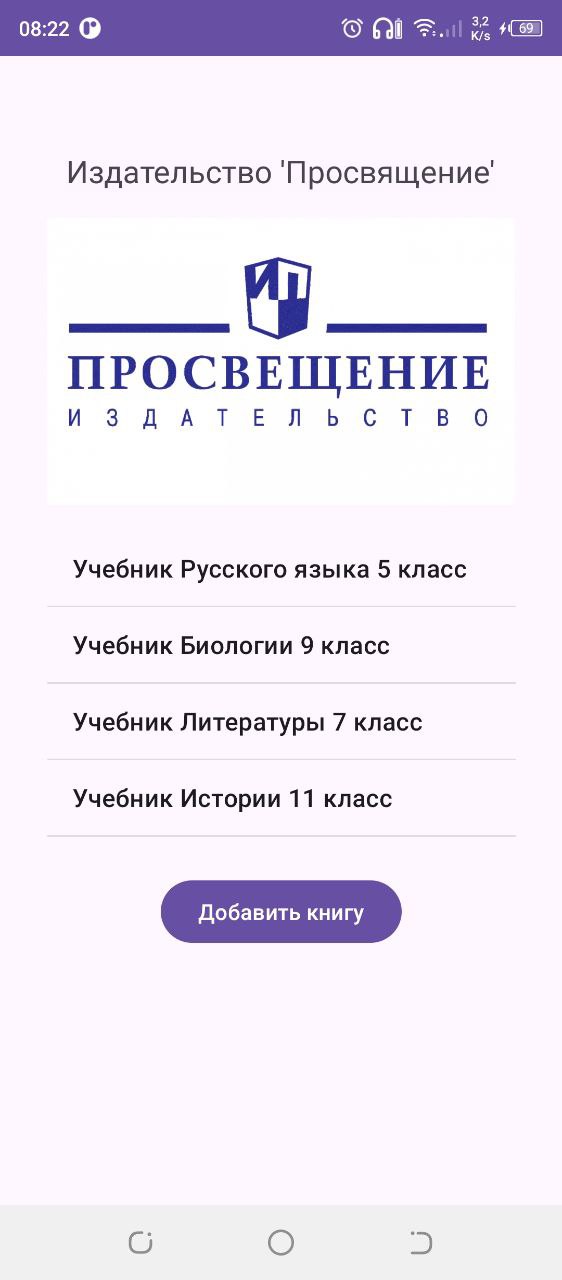 08:22
3,2
K/s
69
Издательство 'Просвящение'
ИП
ПРОСВЕЩЕНИЕ
ИЗДАТЕЛЬСТВО
Учебник Русского языка 5 класс
Учебник Биологии 9 класс
Учебник Литературы 7 класс
Учебник Истории 11 класс
Добавить книгу